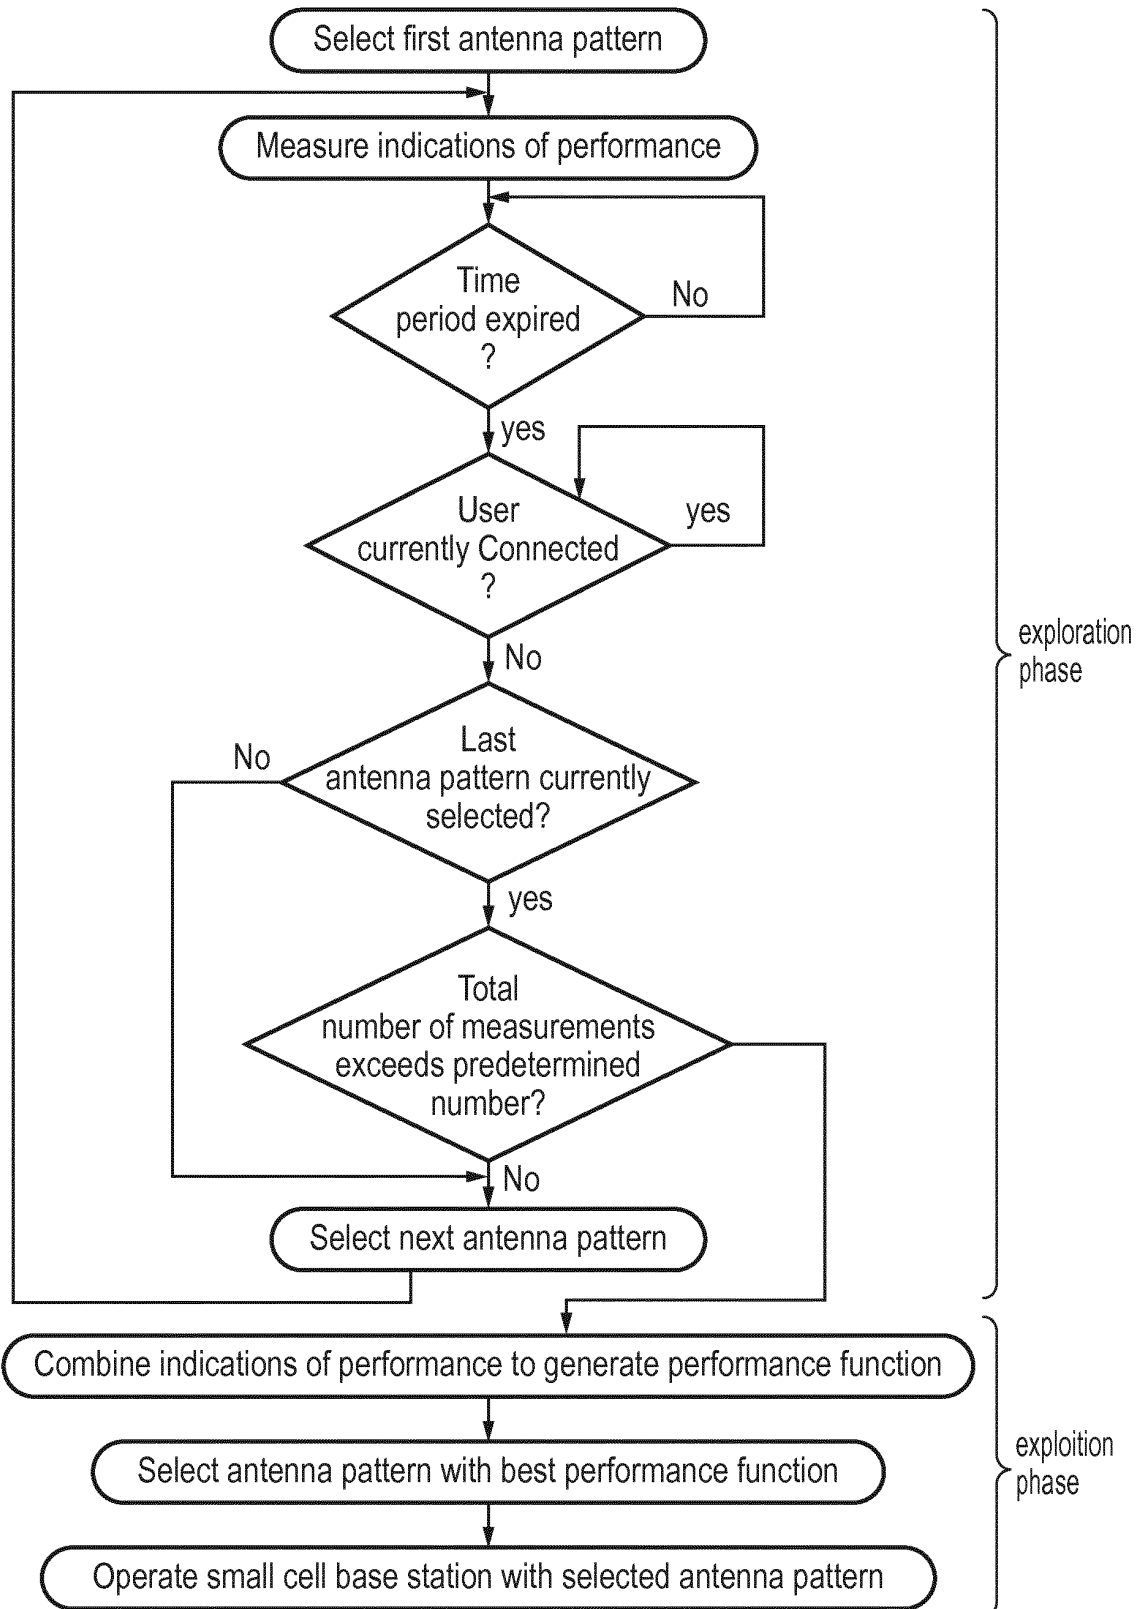 Select first antenna pattern
Measure indications of performance
Time
period expired
?
No
yes
User
currently Connected
?
yes
No
exploration
phase
Last
antenna pattern currently
selected?
No
yes
Total
number of measurements
exceeds predetermined
number?
No
Select next antenna pattern
Combine indications of performance to generate performance function
Select antenna pattern with best performance function
exploition
phase
Operate small cell base station with selected antenna pattern